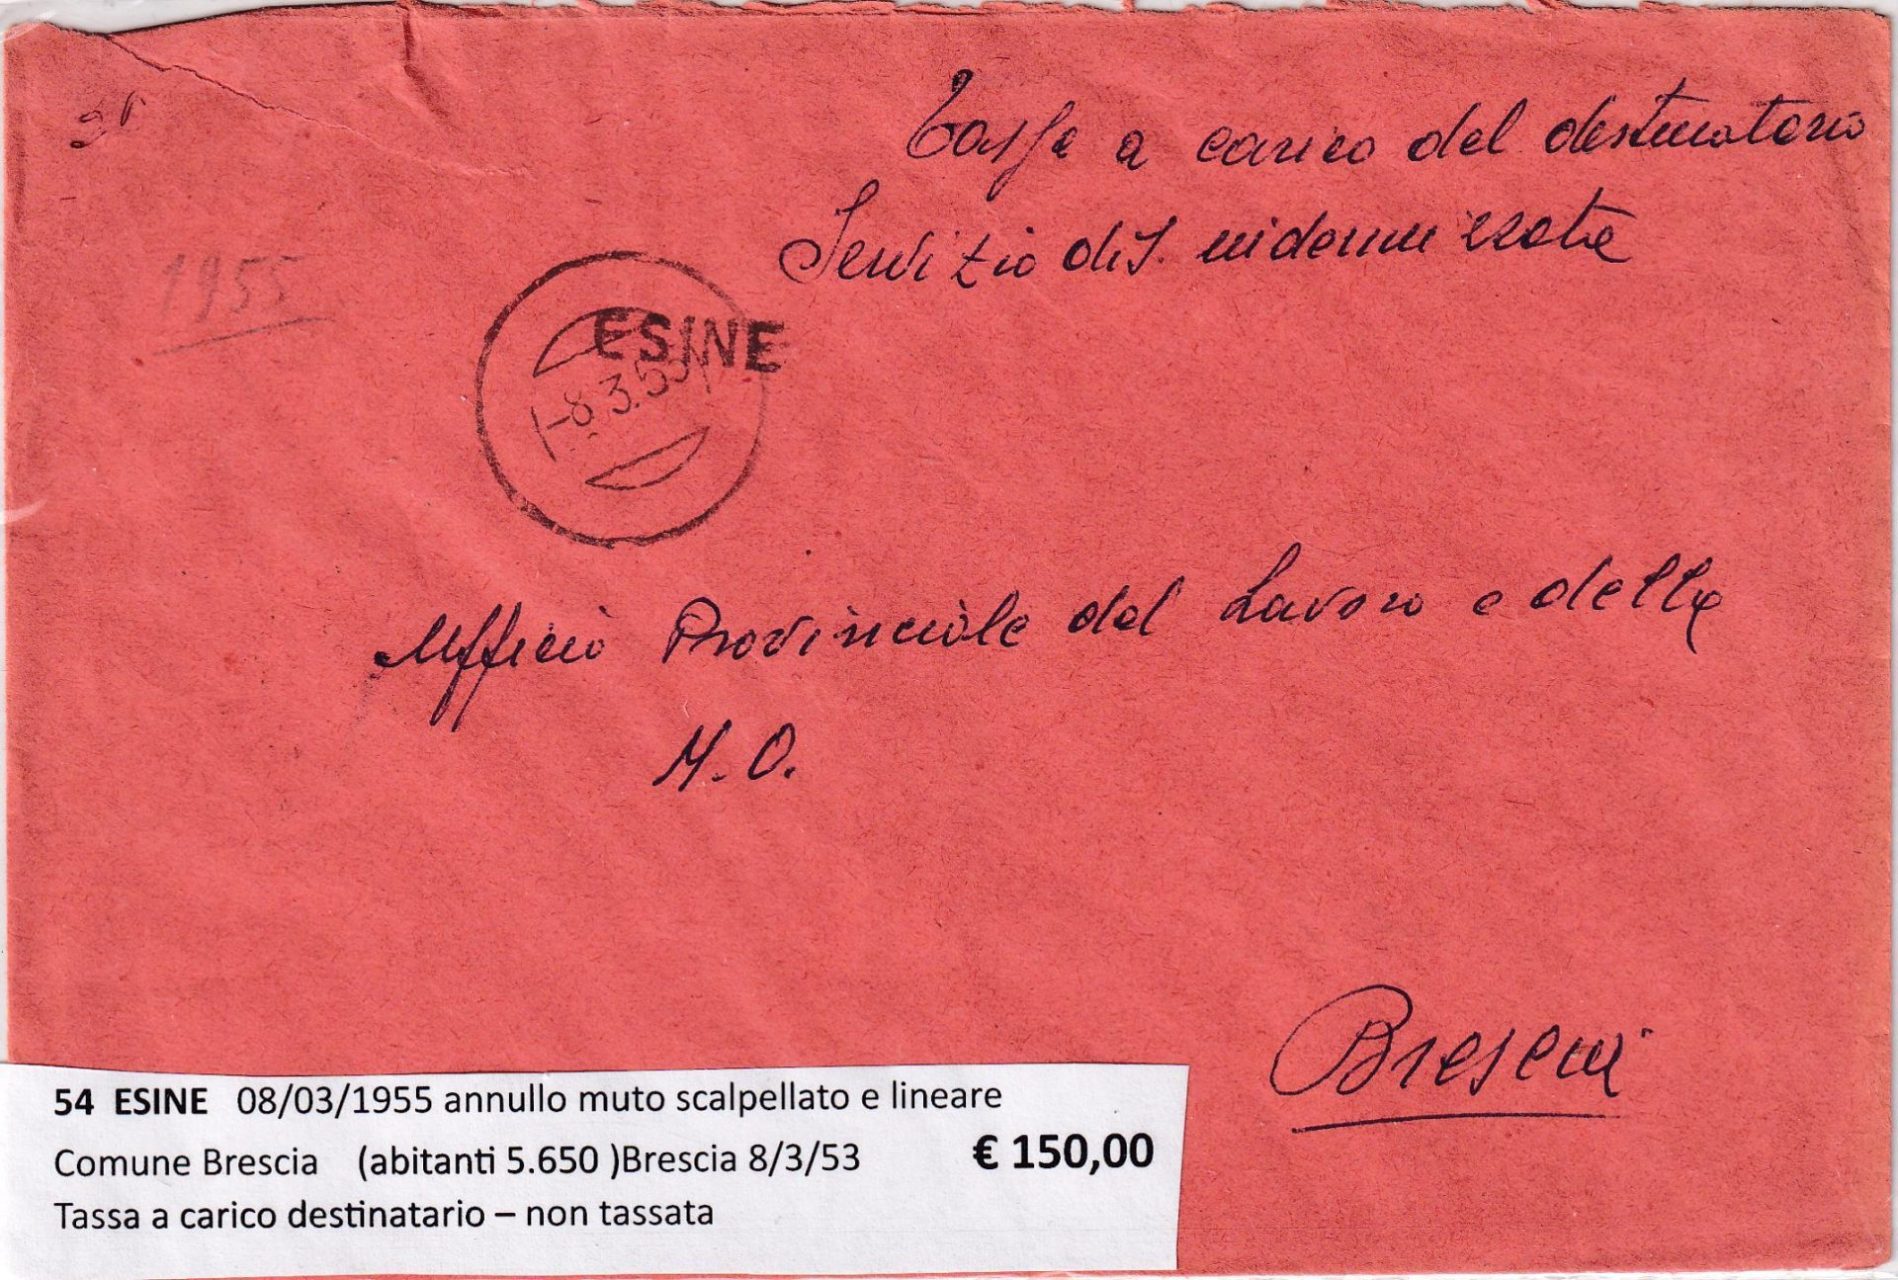 Tassa a carico del destinatario
Servizio di S. indennizzate
1955
ESINE
-8.3.55
Ufficio Provinciale del Lavoro e della
M.O.
Brescia
54 ESINE 08/03/1955 annullo muto scalpellato e lineare
Comune Brescia (abitanti 5.650 )Brescia 8/3/53
€ 150,00
Tassa a carico destinatario – non tassata